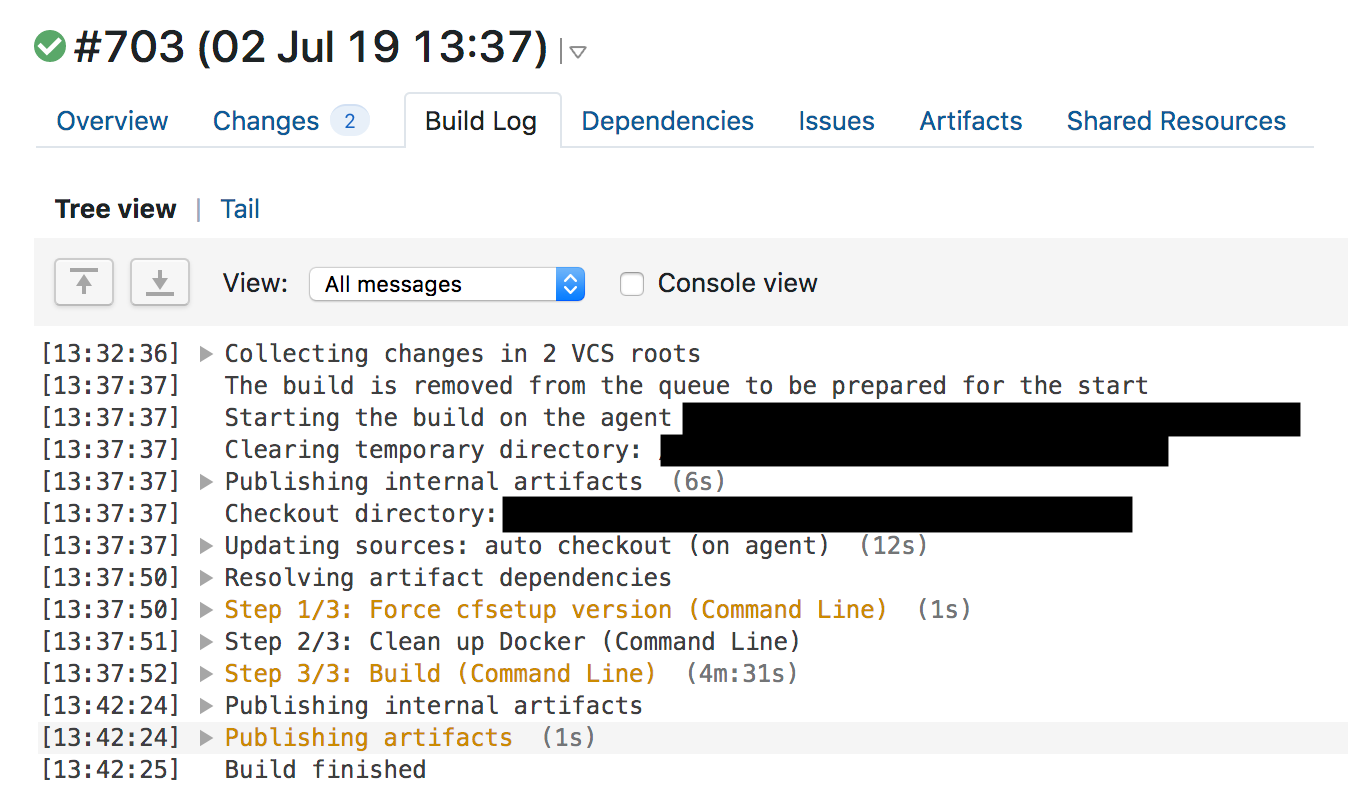 #703 (02 Jul 19 13:37)
Overview Changes 2 Build Log Dependencies Issues Artifacts Shared Resources
Tree view | Tail
View: All messages Console view
[13:32:36] Collecting changes in 2 VCS roots
[13:37:37] The build is removed from the queue to be prepared for the start
[13:37:37] Starting the build on the agent
[13:37:37] Clearing temporary directory:
[13:37:37] Publishing internal artifacts (6s)
[13:37:37] Checkout directory:
[13:37:37] Updating sources: auto checkout (on agent) (12s)
[13:37:50] Resolving artifact dependencies
[13:37:50] Step 1/3: Force cfsetup version (Command Line) (1s)
[13:37:51] Step 2/3: Clean up Docker (Command Line)
[13:37:52] Step 3/3: Build (Command Line) (4m:31s)
[13:42:24] Publishing internal artifacts
[13:42:24] Publishing artifacts (1s)
[13:42:25] Build finished